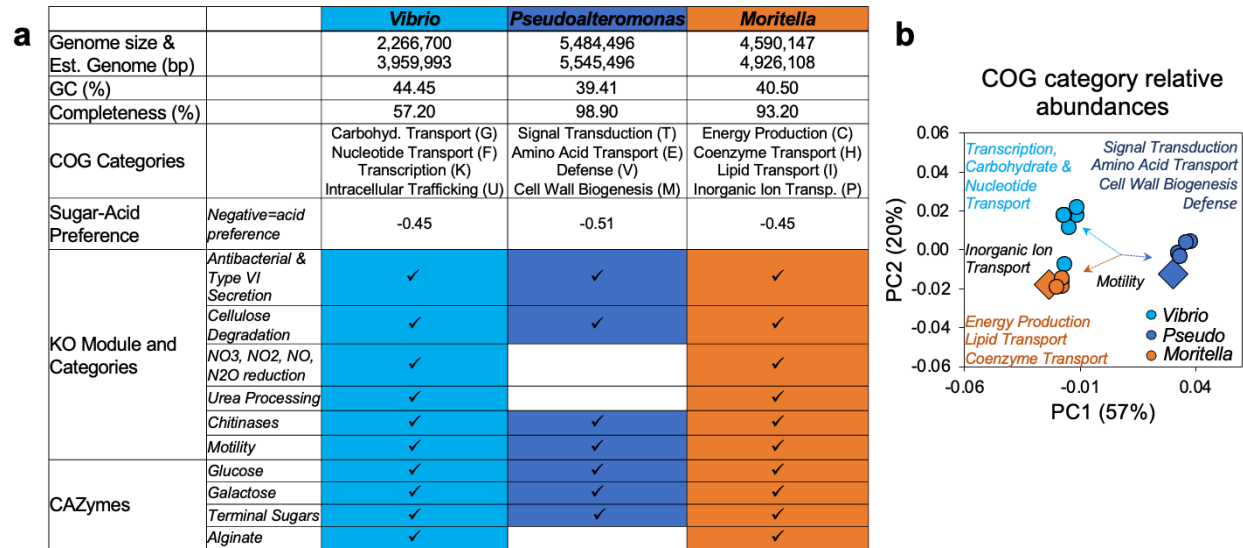 a
Vibrio Pseudoalteromonas Moritella
Genome size & 2,266,700 5,484,496 4,590,147
Est. Genome (bp) 3,959,993 5,545,496 4,926,108
GC (%) 44.45 39.41 40.50
Completeness (%) 57.20 98.90 93.20
COG Categories
Carbohyd. Transport (G) Signal Transduction (T) Energy Production (C)
Nucleotide Transport (F) Amino Acid Transport (E) Coenzyme Transport (H)
Transcription (K) Defense (V) Lipid Transport (I)
Intracellular Trafficking (U) Cell Wall Biogenesis (M) Inorganic Ion Transp. (P)
Sugar-Acid
Preference
Negative=acid
preference
-0.45 -0.51 -0.45
KO Module and
Categories
Antibacterial &
Type VI
Secretion
✓ ✓ ✓
Cellulose
Degradation
✓ ✓ ✓
NO3, NO2, NO,
N2O reduction
✓ ✓
Urea Processing ✓ ✓
Chitinases ✓ ✓ ✓
Motility ✓ ✓ ✓
CAZymes
Glucose ✓ ✓ ✓
Galactose ✓ ✓ ✓
Terminal Sugars ✓ ✓ ✓
Alginate ✓ ✓
b
COG category relative
abundances
PC2 (20%)
0.06
0.04
0.02
0.00
-0.02
-0.04
-0.06
Transcription,
Carbohydrate &
Nucleotide
Transport
Signal Transduction
Amino Acid Transport
Cell Wall Biogenesis
Defense
Inorganic Ion
Transport
Motility
Energy Production
Lipid Transport
Coenzyme Transport
Vibrio
Pseudo
Moritella
-0.06 -0.01 0.04
PC1 (57%)